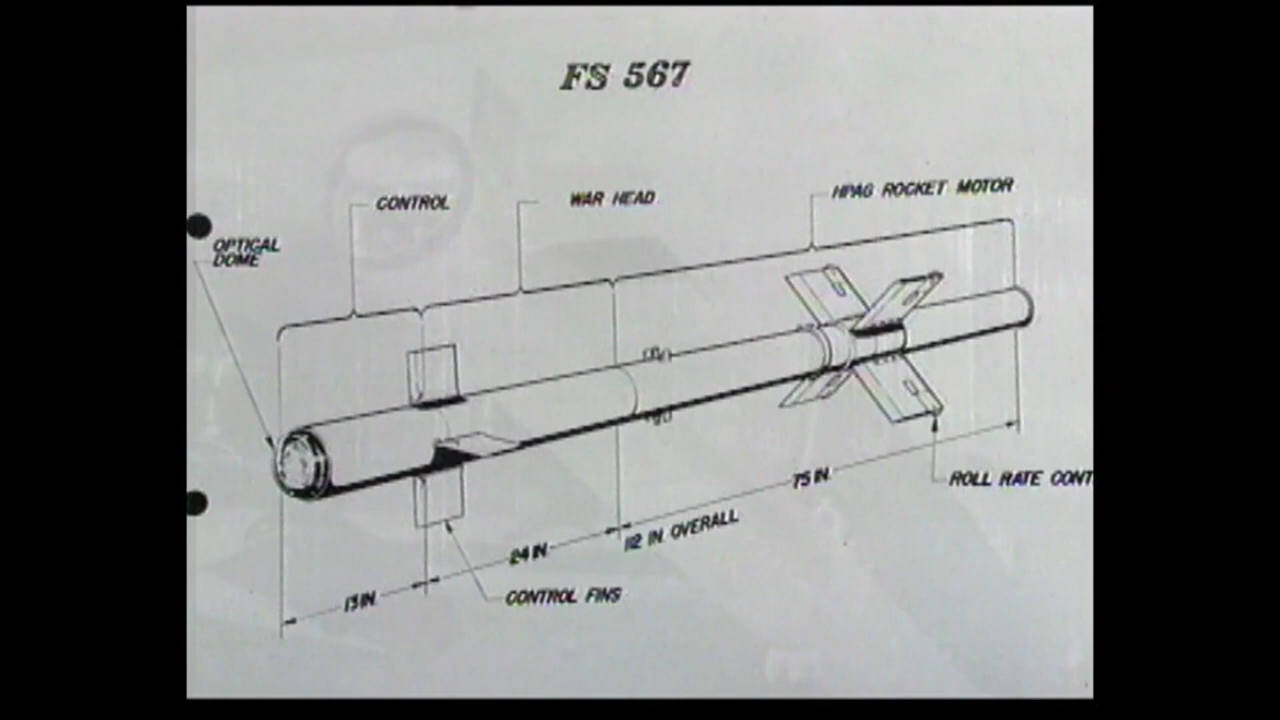 FS 567
CONTROL
WAR HEAD
HPAG ROCKET MOTOR
OPTICAL
DOME
75 IN.
ROLL RATE CONT
112 IN. OVERALL
24 IN.
13 IN.
CONTROL FINS